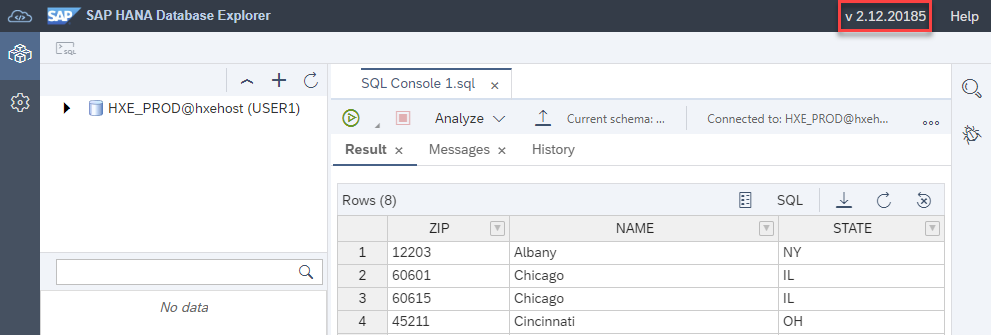 SAP SAP HANA Database Explorer v 2.12.20185 Help
SQL
HXE_PROD@hxehost (USER1)
SQL Console 1.sql
Analyze Current schema: ... Connected to: HXE_PROD@hxeh...
Result Messages History
Rows (8) SQL
ZIP NAME STATE
1 12203 Albany NY
2 60601 Chicago IL
3 60615 Chicago IL
4 45211 Cincinnati OH
No data